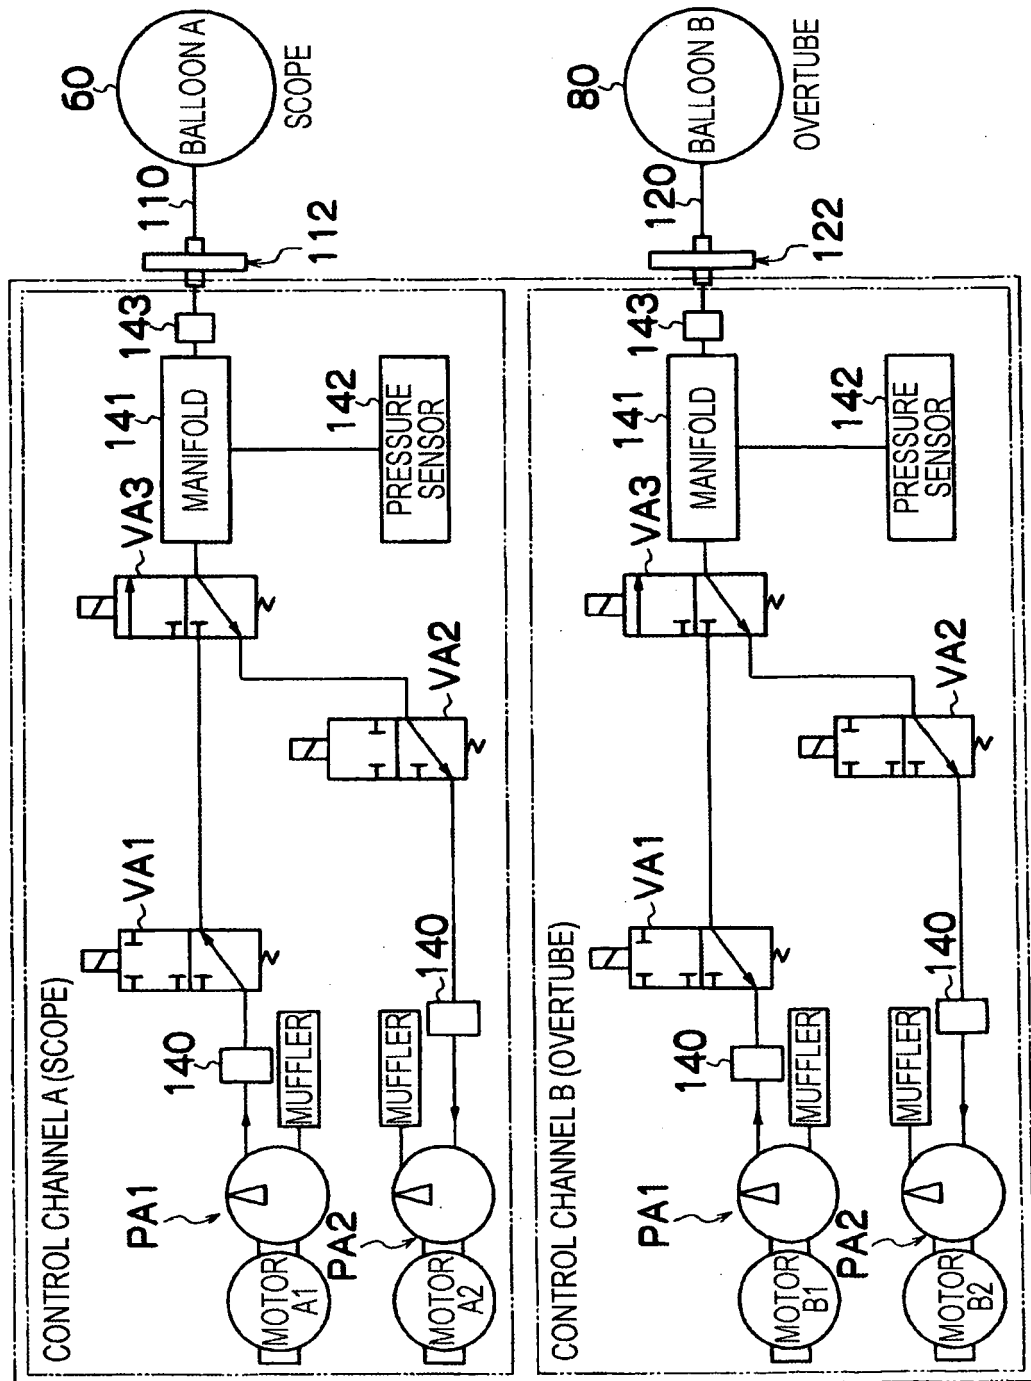 CONTROL CHANNEL A (SCOPE)
PA1
MOTOR
A1
140
MUFFLER
VA1
PA2
MOTOR
A2
MUFFLER
140
VA2
VA3
141
MANIFOLD
143
142
PRESSURE
SENSOR
112
110
60
BALLOON A
SCOPE
CONTROL CHANNEL B (OVERTUBE)
PA1
MOTOR
B1
140
MUFFLER
VA1
PA2
MOTOR
B2
MUFFLER
140
VA2
VA3
141
MANIFOLD
143
142
PRESSURE
SENSOR
122
120
80
BALLOON B
OVERTUBE